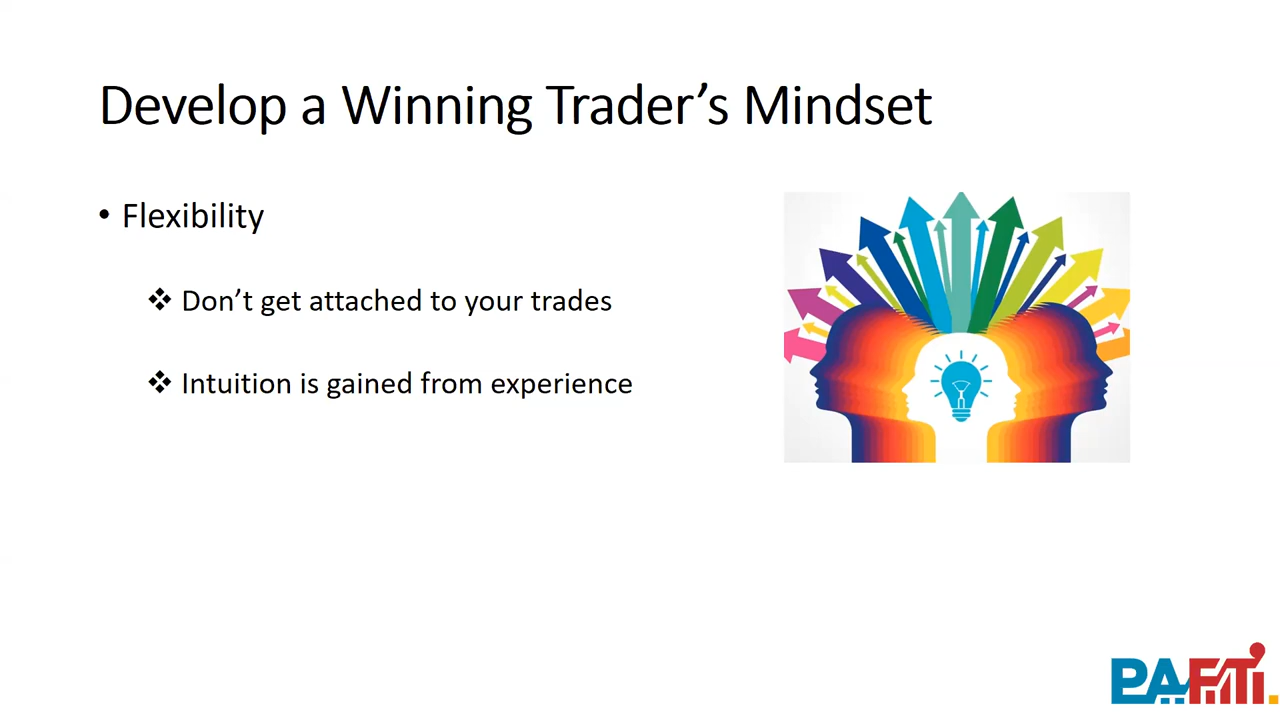 Develop a Winning Trader’s Mindset
• Flexibility
❖ Don’t get attached to your trades
❖ Intuition is gained from experience
PAFTi.